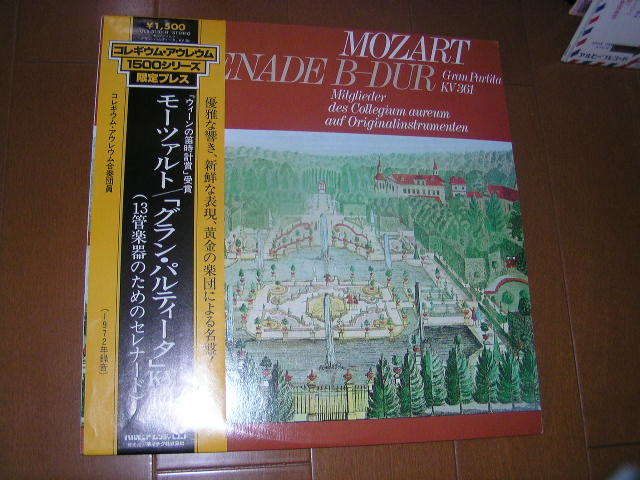 ¥1,500
コレギウム・アウレウム
1500シリーズ
限定プレス
「ウィーンの笛時計賞」受賞
モーツァルト/「グラン・パルティータ」K
(13管楽器のためのセレナード)
コレギウム・アウレウム合奏団員
(1972年録音)
優雅な響き、新鮮な表現、黄金の楽団による名盤!
MOZART
ENADE B-DUR
Gran Partita
KV 361
Mitglieder
des Collegium aureum
auf Originalinstrumenten